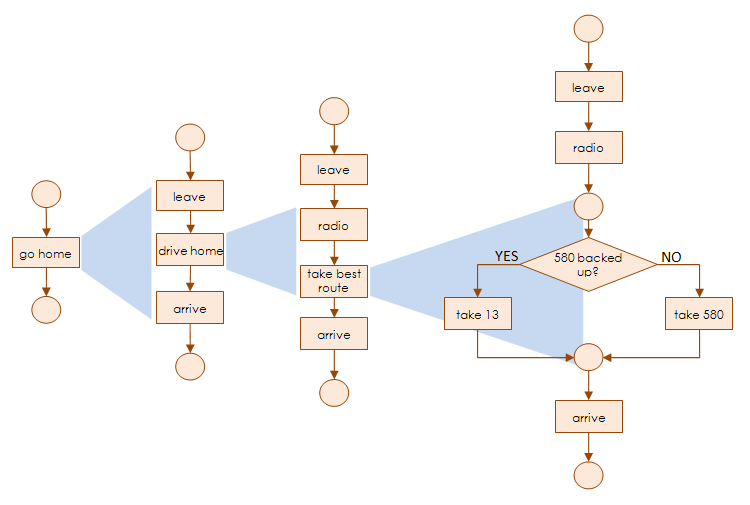 go home
leave
drive home
arrive
leave
radio
take best
route
arrive
leave
radio
580 backed
up?
YES
NO
take 13
take 580
arrive